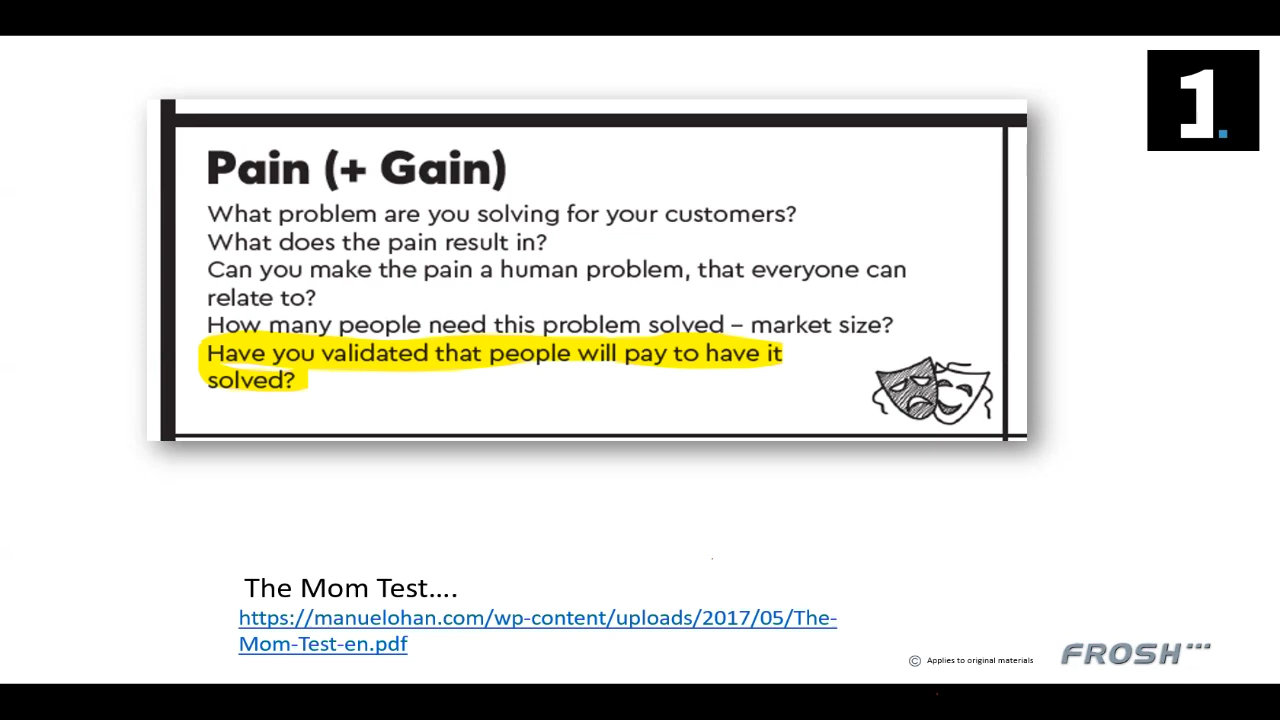 1.
Pain (+ Gain)
What problem are you solving for your customers?
What does the pain result in?
Can you make the pain a human problem, that everyone can
relate to?
How many people need this problem solved – market size?
Have you validated that people will pay to have it
solved?
The Mom Test....
https://manuelohan.com/wp-content/uploads/2017/05/The-
Mom-Test-en.pdf
© Applies to original materials
FROSH